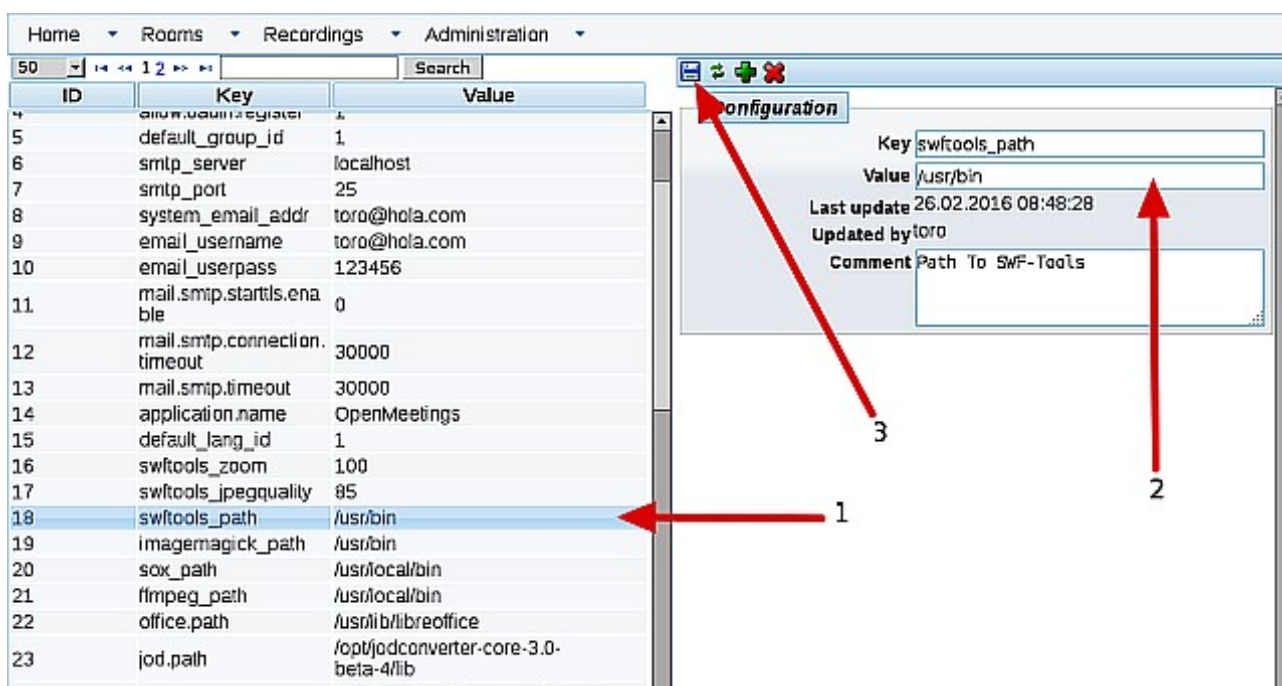 Home Rooms Recordings Administration
50 1 2 Search
ID Key Value
4 allow.oauth.register 1
5 default_group_id 1
6 smtp_server localhost
7 smtp_port 25
8 system_email_addr toro@hola.com
9 email_username toro@hola.com
10 email_userpass 123456
11 mail.smtp.starttls.ena
ble 0
12 mail.smtp.connection.
timeout 30000
13 mail.smtp.timeout 30000
14 application.name OpenMeetings
15 default_lang_id 1
16 swftools_zoom 100
17 swftools_jpegquality 85
18 swftools_path /usr/bin
19 imagemagick_path /usr/bin
20 sox_path /usr/local/bin
21 ffmpeg_path /usr/local/bin
22 office.path /usr/lib/libreoffice
23 jod.path /opt/jodconverter-core-3.0-
beta-4/lib
Configuration
Key swftools_path
Value /usr/bin
Last update 26.02.2016 08:48:28
Updated by toro
Comment Path To SWF-Tools
3
2
1